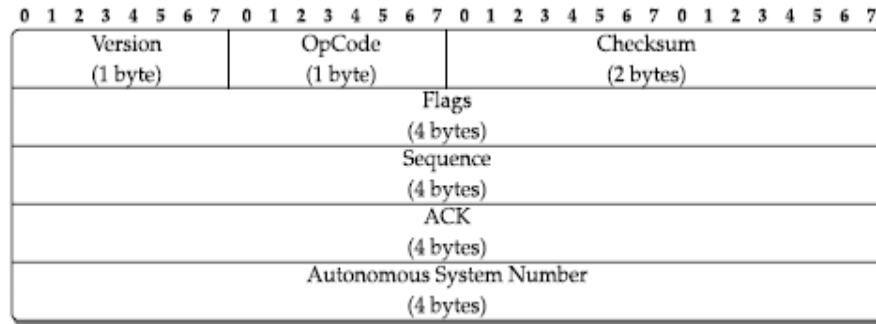 0 1 2 3 4 5 6 7 0 1 2 3 4 5 6 7 0 1 2 3 4 5 6 7 0 1 2 3 4 5 6 7
Version OpCode Checksum
(1 byte) (1 byte) (2 bytes)
Flags
(4 bytes)
Sequence
(4 bytes)
ACK
(4 bytes)
Autonomous System Number
(4 bytes)